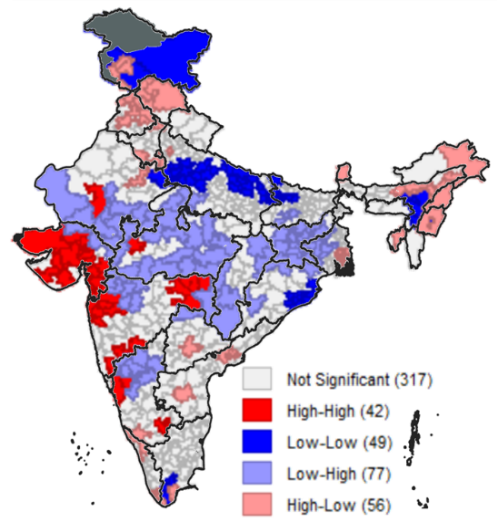 Not Significant (317)
High-High (42)
Low-Low (49)
Low-High (77)
High-Low (56)